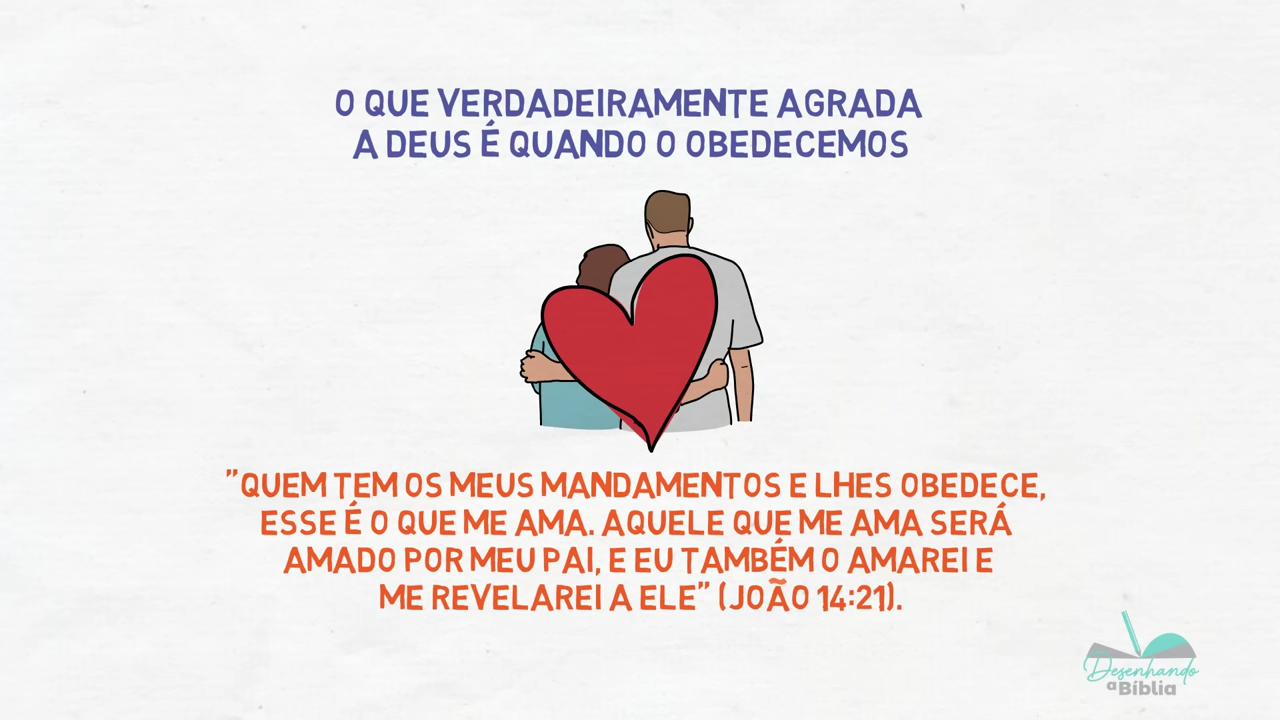 O QUE VERDADEIRAMENTE AGRADA
A DEUS É QUANDO O OBEDECEMOS
"QUEM TEM OS MEUS MANDAMENTOS E LHES OBEDECE,
ESSE É O QUE ME AMA. AQUELE QUE ME AMA SERÁ
AMADO POR MEU PAI, E EU TAMBÉM O AMAREI E
ME REVELAREI A ELE" (JOÃO 14:21).
Desenhando
a Bíblia